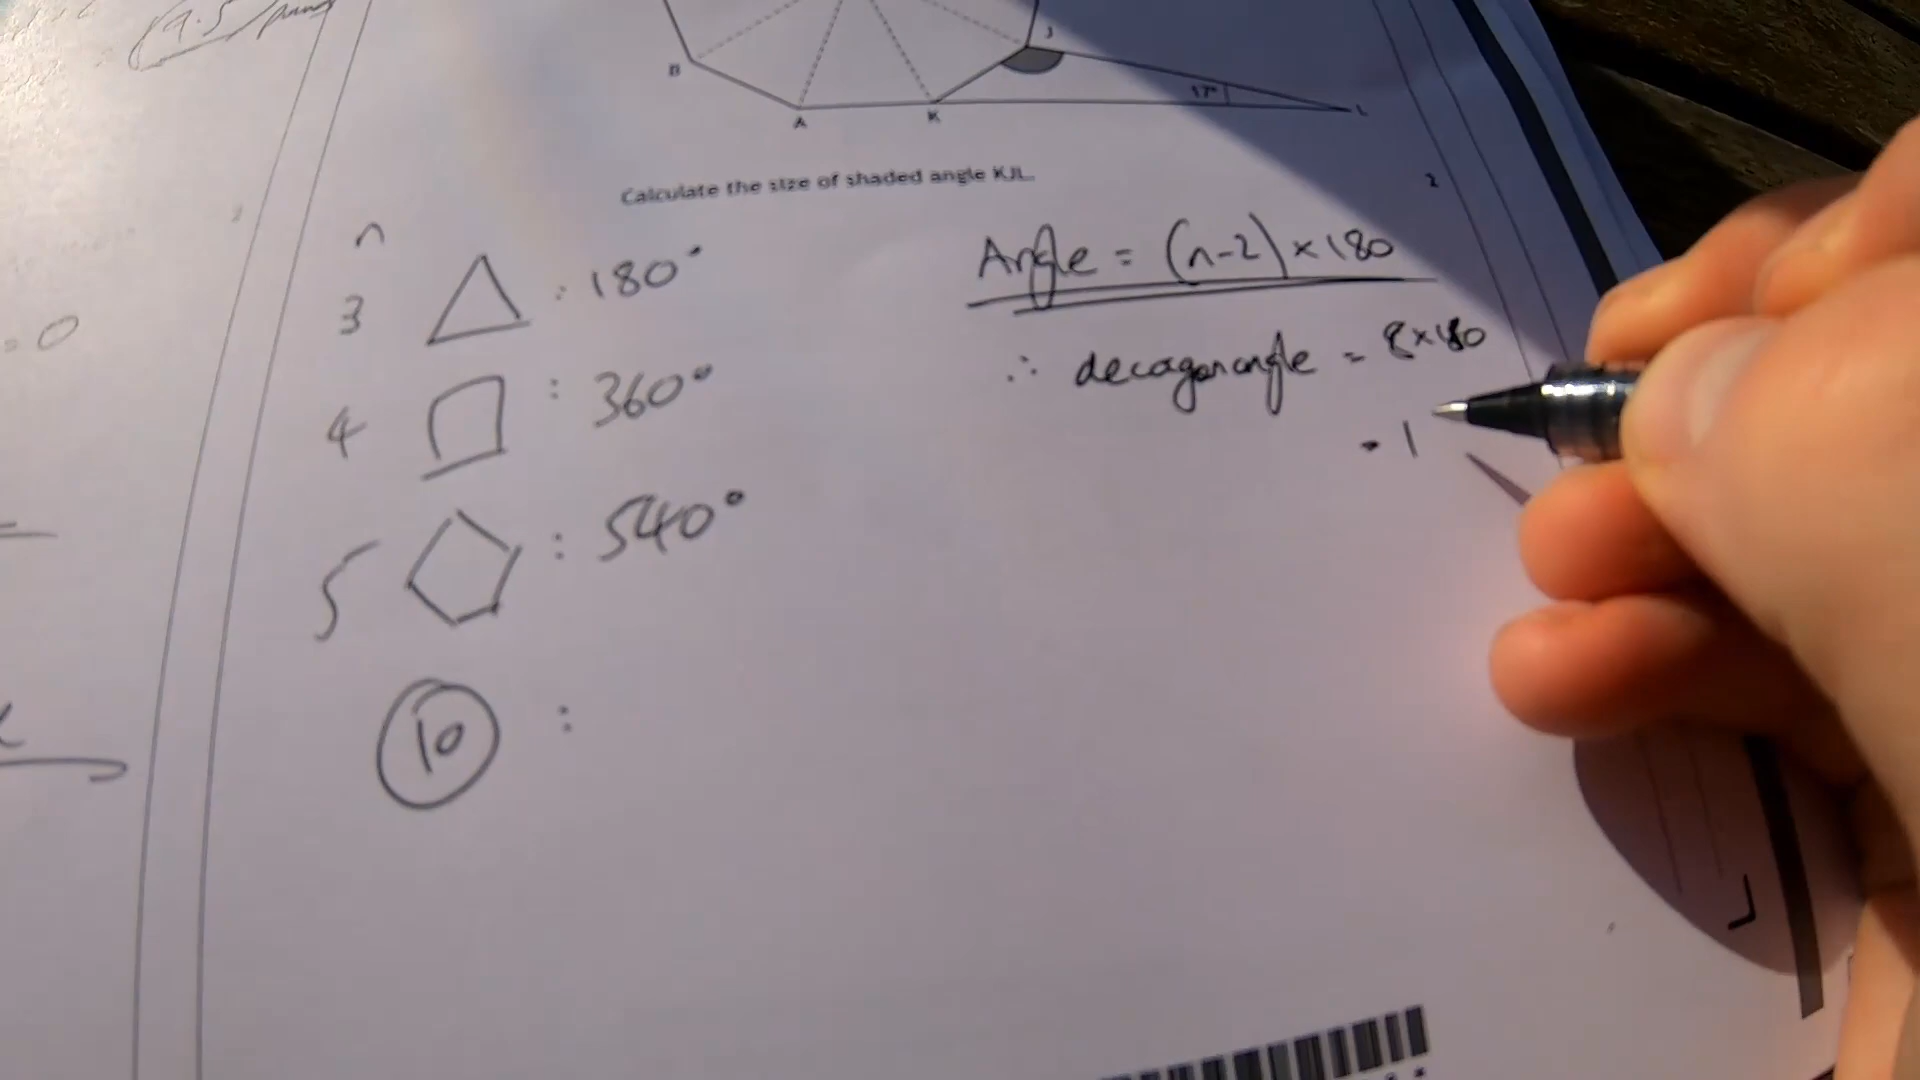 J
B
17°
L
A
K
Calculate the size of shaded angle KJL.
2
n
3 : 180°
4 : 360°
5 : 540°
10 :
Angle = (n-2) × 180
∴ decagon angle = 8 × 180
= 1
= 0